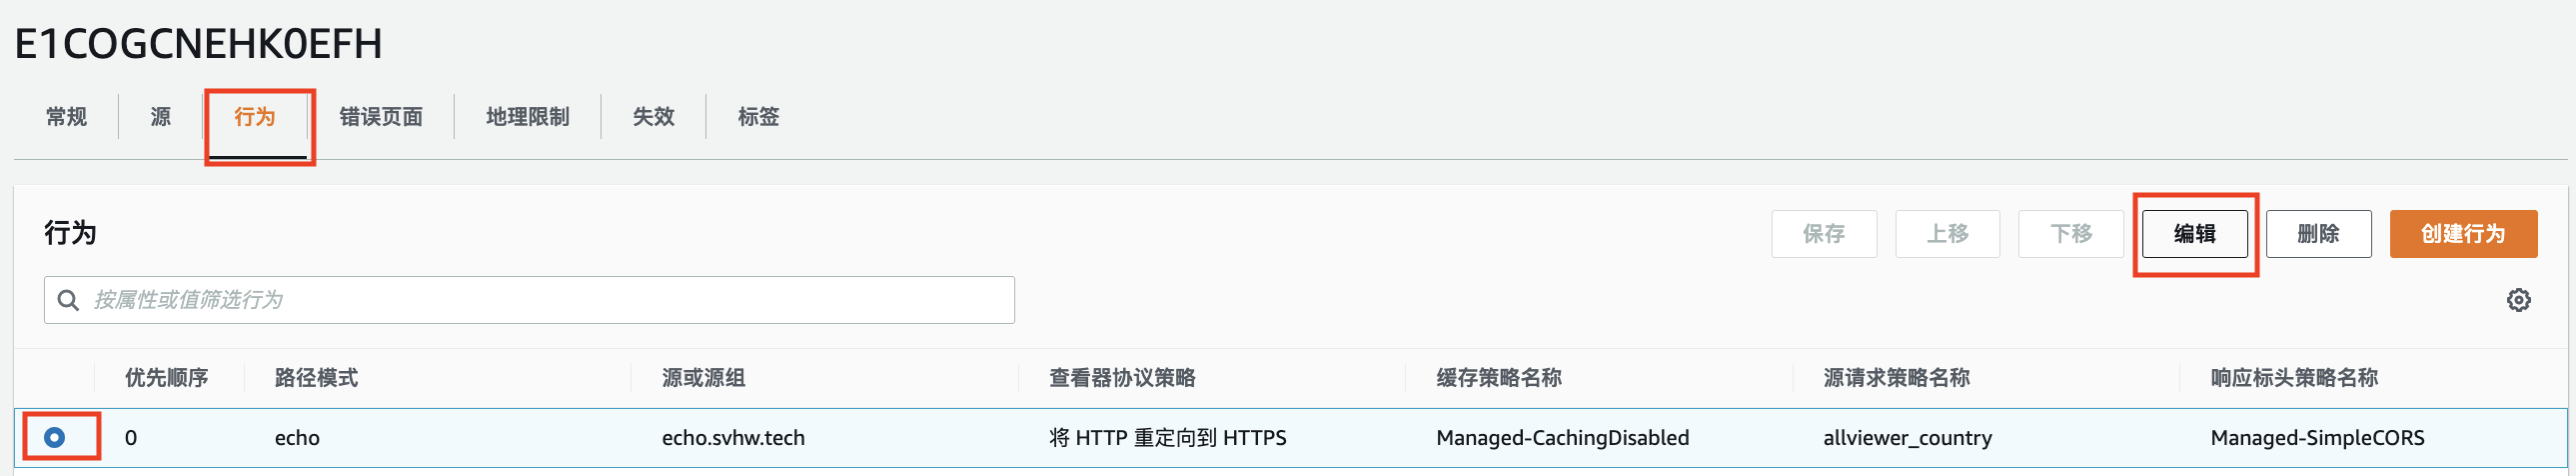 E1COGCNEHK0EFH
常规 源 行为 错误页面 地理限制 失效 标签
行为 保存 上移 下移 编辑 删除 创建行为
按属性或值筛选行为
优先顺序 路径模式 源或源组 查看器协议策略 缓存策略名称 源请求策略名称 响应标头策略名称
0 echo echo.svhw.tech 将 HTTP 重定向到 HTTPS Managed-CachingDisabled allviewer_country Managed-SimpleCORS